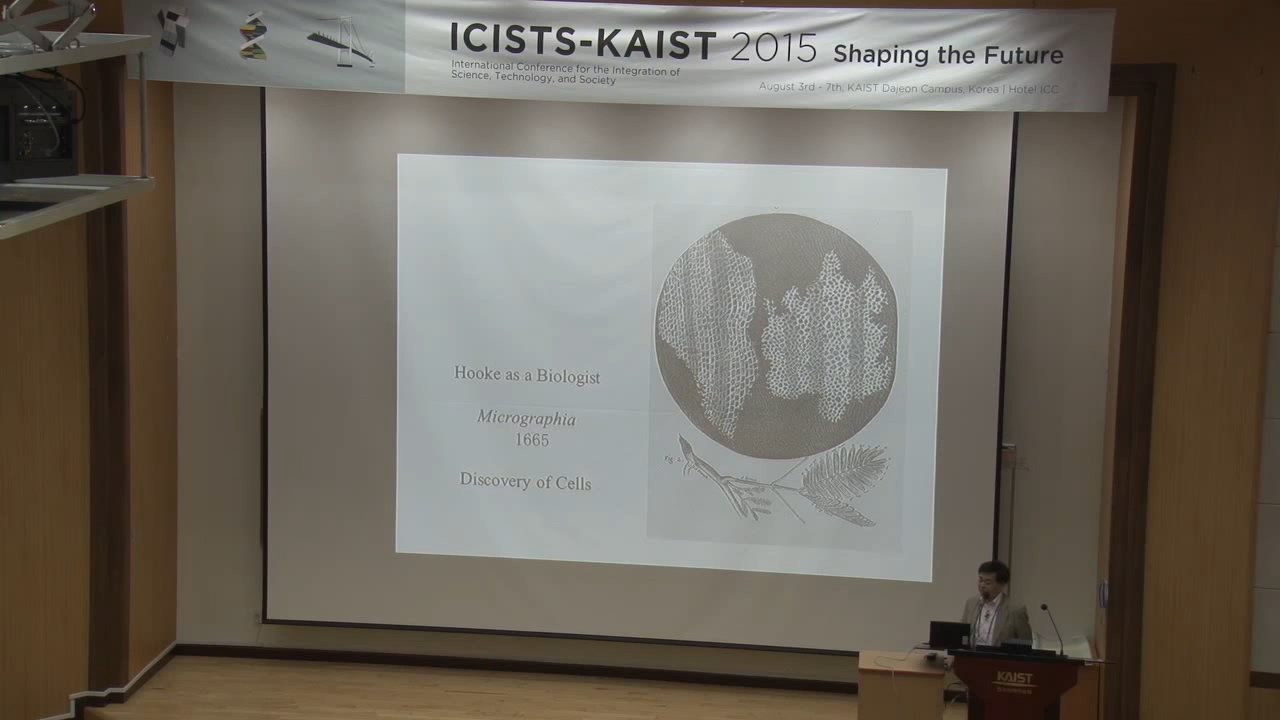 ICISTS-KAIST 2015 Shaping the Future
International Conference for the Integration of
Science, Technology, and Society
August 3rd - 7th, KAIST Dajeon Campus, Korea | Hotel ICC
Hooke as a Biologist
Micrographia
1665
Discovery of Cells
Fig.
KAIST